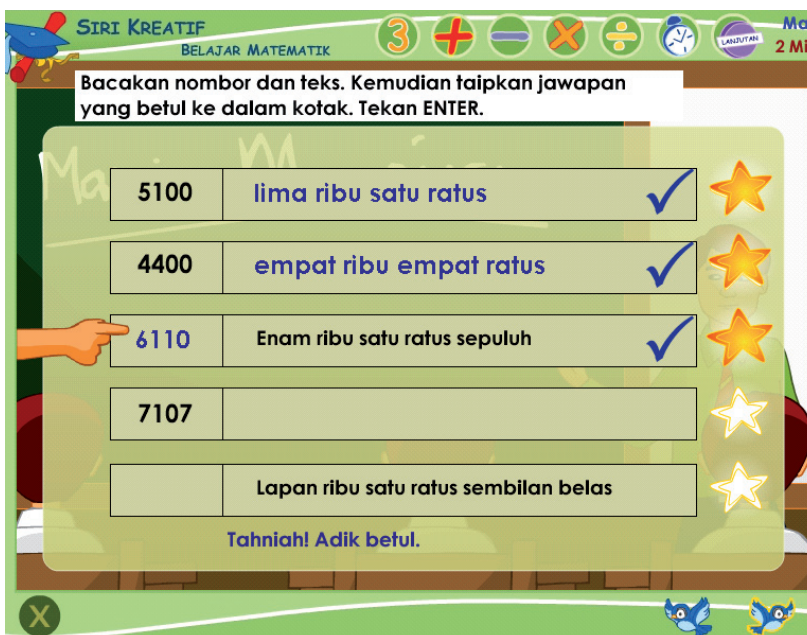 SIRI KREATIF
BELAJAR MATEMATIK
3
LANJUTAN
2 Mi
Bacakan nombor dan teks. Kemudian taipkan jawapan
yang betul ke dalam kotak. Tekan ENTER.
5100 lima ribu satu ratus
4400 empat ribu empat ratus
6110 Enam ribu satu ratus sepuluh
7107
Lapan ribu satu ratus sembilan belas
Tahniah! Adik betul.
X